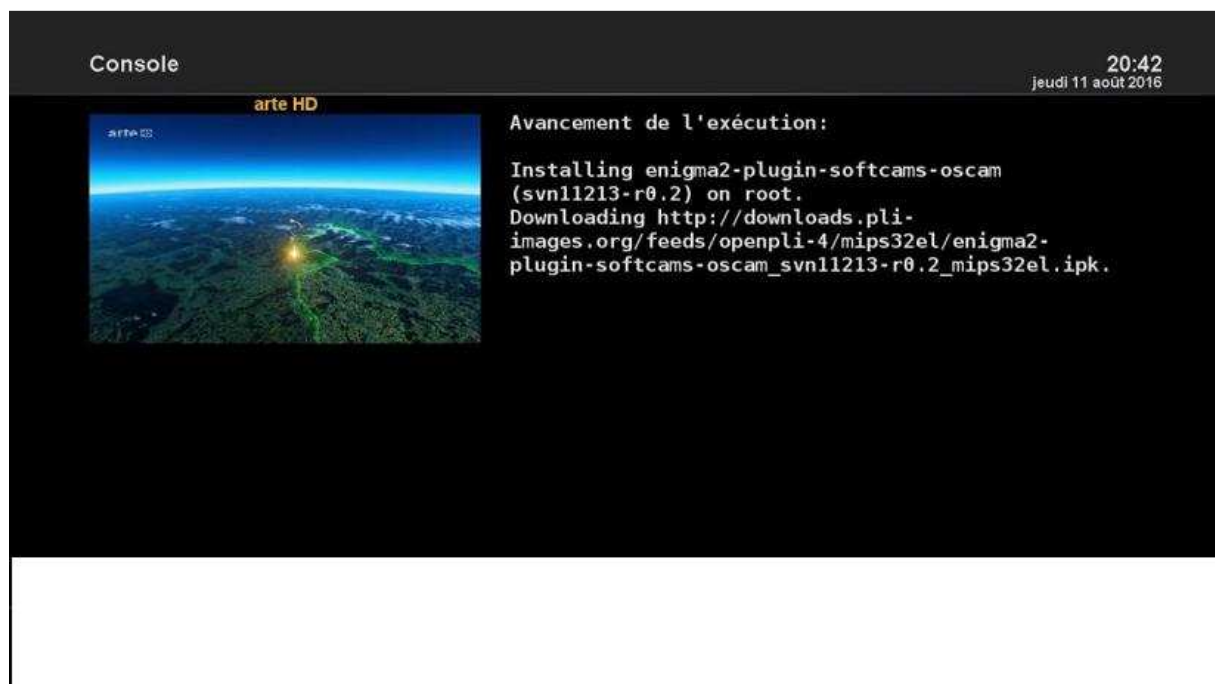 Console
20:42
jeudi 11 août 2016
arte HD
arte HD
Avancement de l'exécution:
Installing enigma2-plugin-softcams-oscam
(svn11213-r0.2) on root.
Downloading http://downloads.pli-
images.org/feeds/openpli-4/mips32el/enigma2-
plugin-softcams-oscam_svn11213-r0.2_mips32el.ipk.